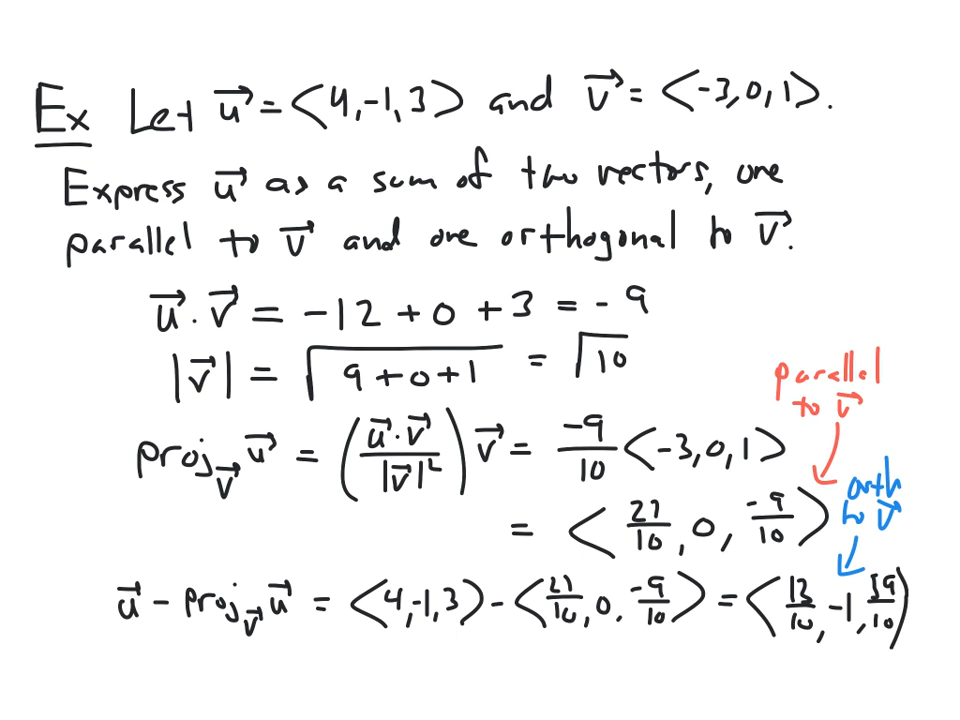 Ex Let u⃗ = <4,-1,3> and v⃗ = <-3,0,1>.
Express u⃗ as a sum of two vectors, one
parallel to v⃗ and one orthogonal to v⃗.
u⃗ · v⃗ = -12 + 0 + 3 = -9
|v⃗| = √(9+0+1) = √10
parallel
to v⃗
proj_v⃗ u⃗ = (u⃗·v⃗ / |v⃗|²) v⃗ = -9/10 <-3,0,1>
orth
to v⃗
= <27/10, 0, -9/10>
u⃗ - proj_v⃗ u⃗ = <4,-1,3> - <27/10, 0, -9/10> = <13/10, -1, 39/10>